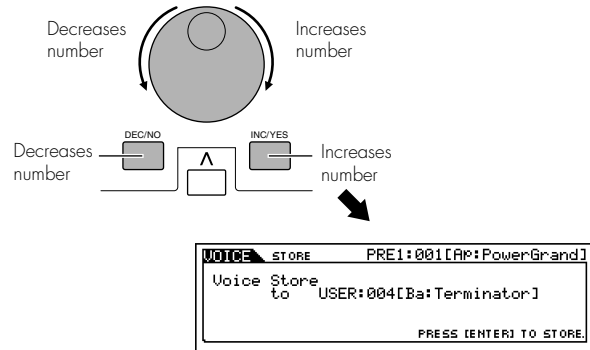 Decreases
number
Increases
number
DEC/NO
INC/YES
Decreases
number
Λ
Increases
number
VOICE STORE PRE1:001[AP:PowerGrand]
Voice Store
to USER:004[Ba:Terminator]
PRESS [ENTER] TO STORE.